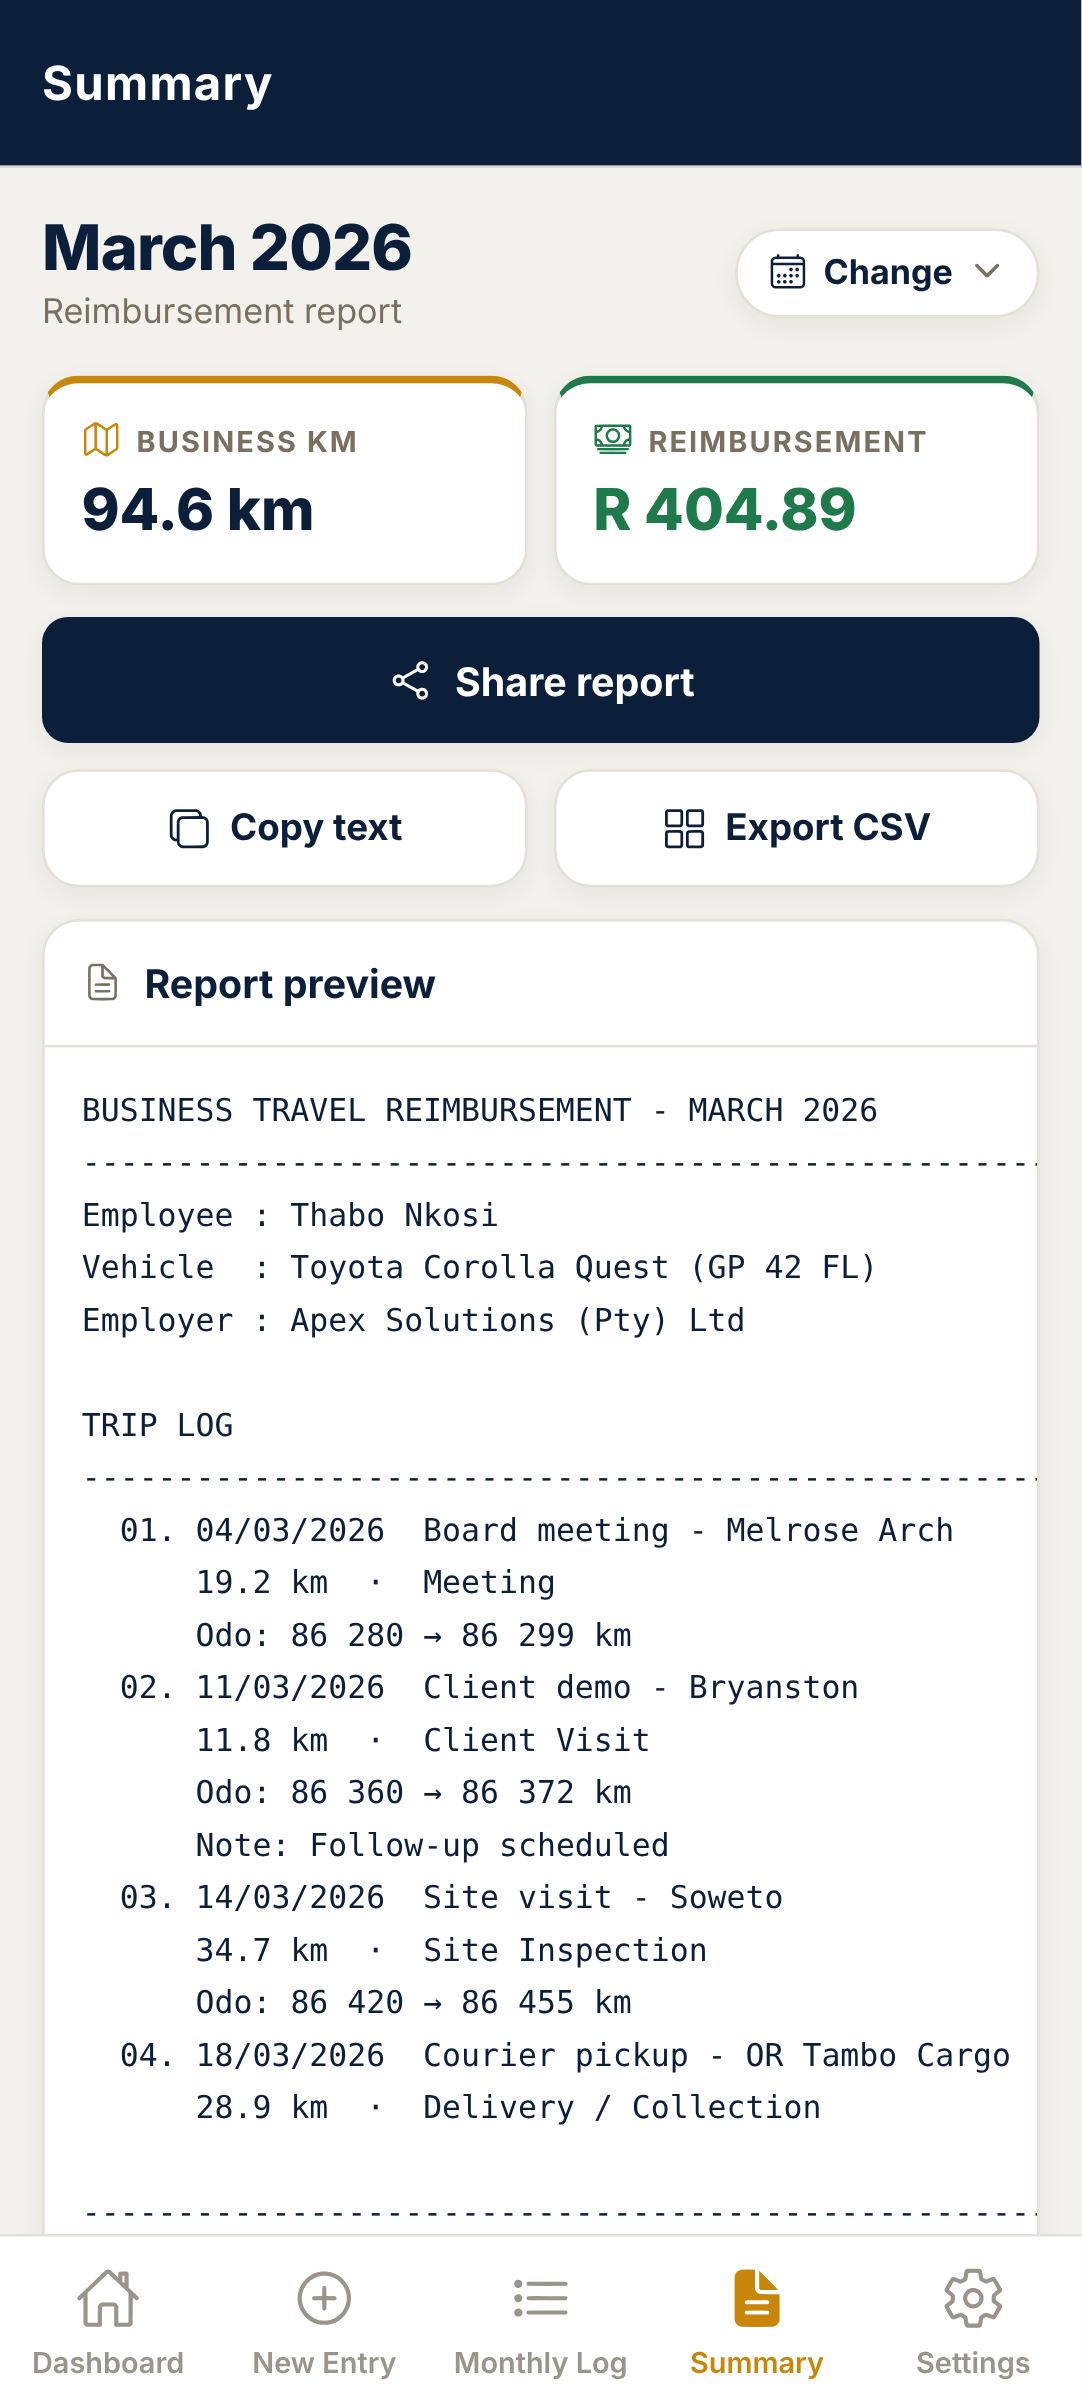 Summary
March 2026
Reimbursement report
Change
BUSINESS KM
94.6 km
REIMBURSEMENT
R 404.89
Share report
Copy text
Export CSV
Report preview
BUSINESS TRAVEL REIMBURSEMENT - MARCH 2026
---------------------------------------------------
Employee : Thabo Nkosi
Vehicle  : Toyota Corolla Quest (GP 42 FL)
Employer : Apex Solutions (Pty) Ltd
TRIP LOG
---------------------------------------------------
01. 04/03/2026  Board meeting - Melrose Arch
19.2 km  ·  Meeting
Odo: 86 280 → 86 299 km
02. 11/03/2026  Client demo - Bryanston
11.8 km  ·  Client Visit
Odo: 86 360 → 86 372 km
Note: Follow-up scheduled
03. 14/03/2026  Site visit - Soweto
34.7 km  ·  Site Inspection
Odo: 86 420 → 86 455 km
04. 18/03/2026  Courier pickup - OR Tambo Cargo
28.9 km  ·  Delivery / Collection
---------------------------------------------------
Dashboard
New Entry
Monthly Log
Summary
Settings